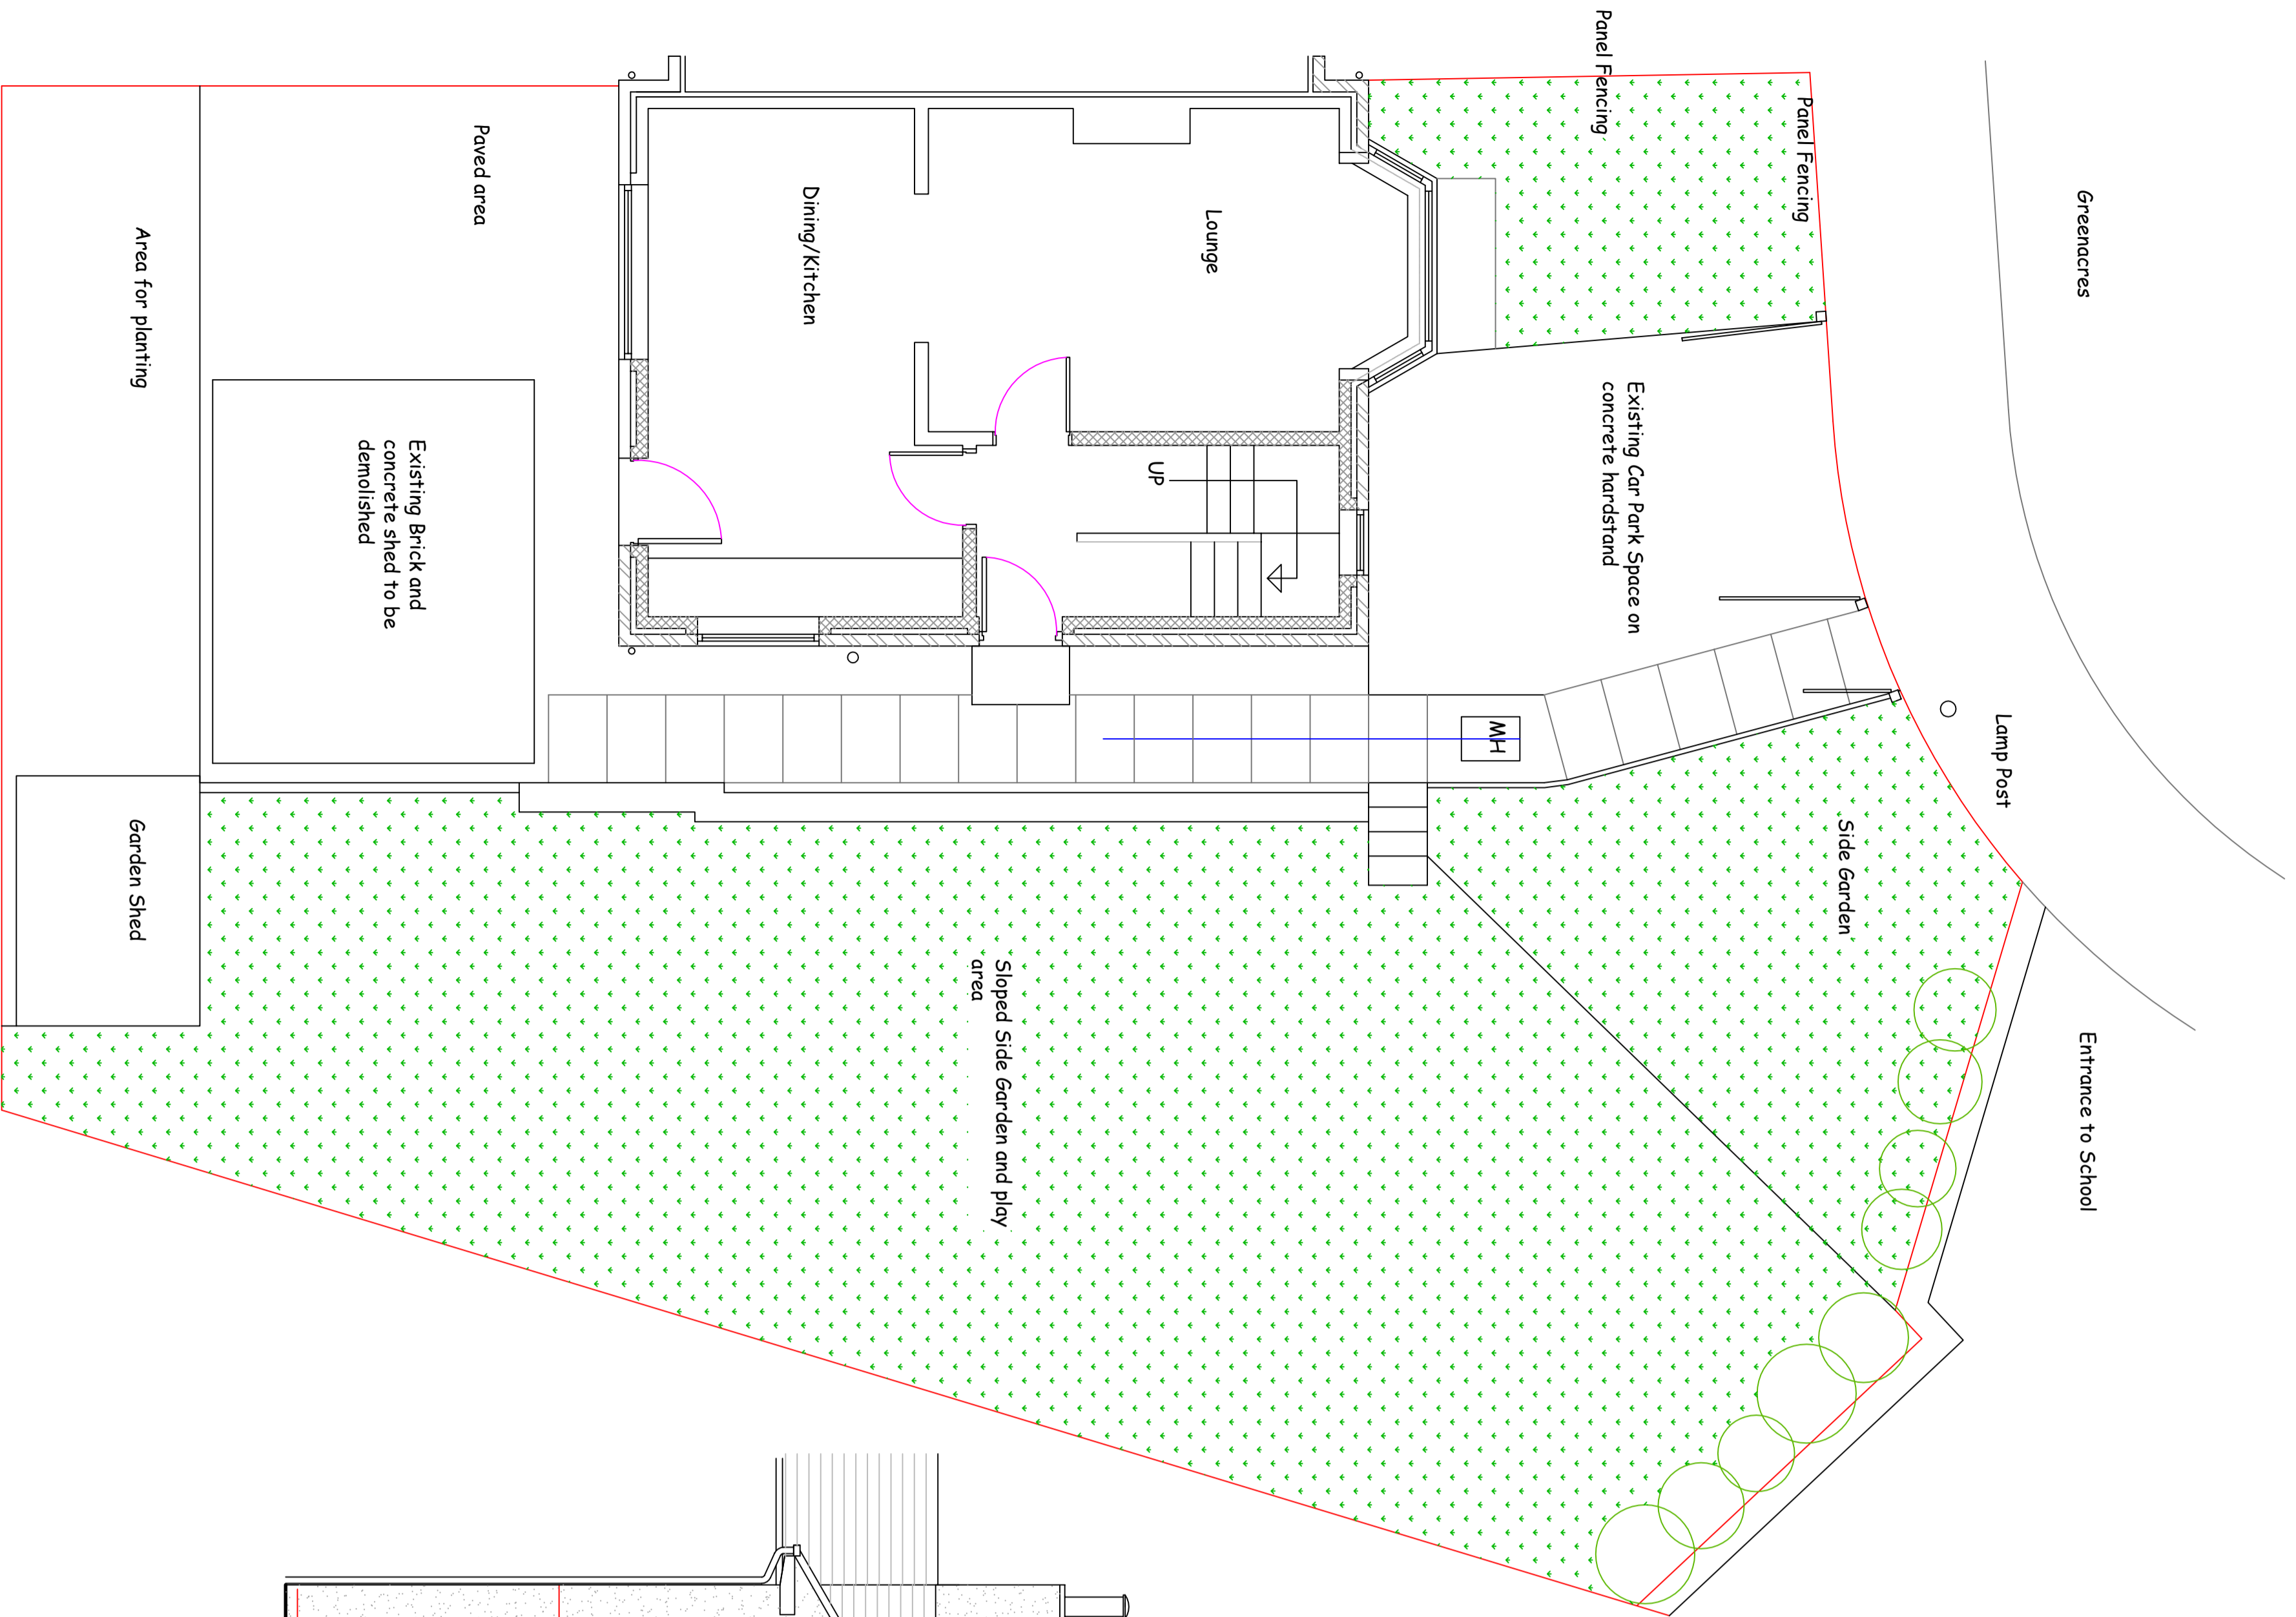 Greenacres
Panel Fencing
Panel Fencing
Lamp Post
Entrance to School
Existing Car Park Space on
concrete hardstand
Side Garden
MH
Lounge
UP
Sloped Side Garden and play
area
Dining/Kitchen
Paved area
Existing Brick and
concrete shed to be
demolished
Area for planting
Garden Shed